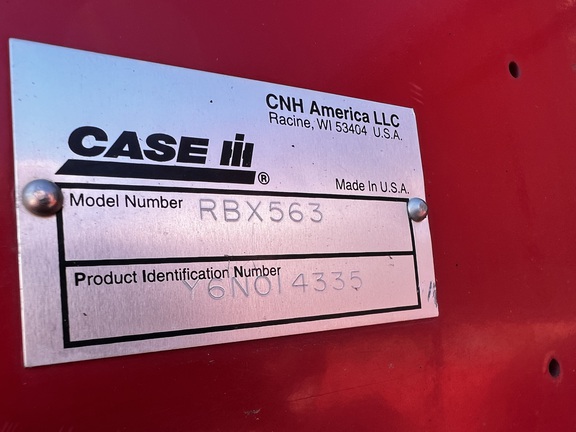 CNH America LLC
Racine, WI 53404 U.S.A.
CASE IH®
Made In U.S.A.
Model Number RBX563
Product Identification Number
Y6N014335